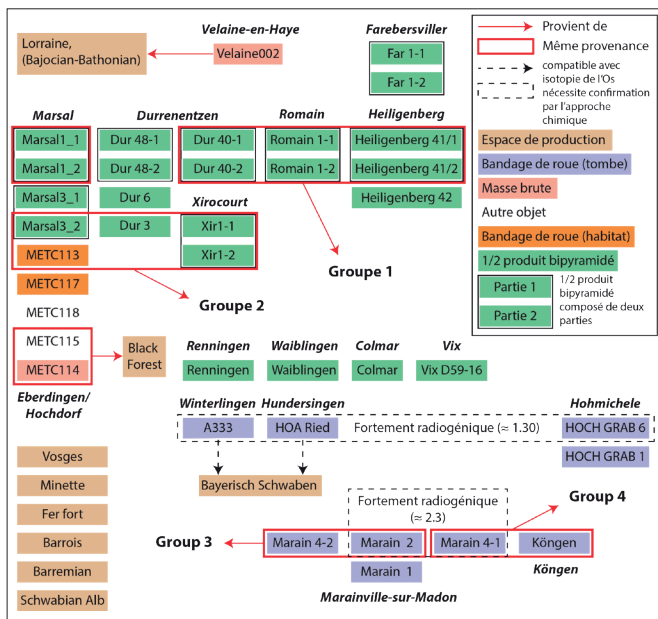 Velaine-en-Haye
Farebersviller
Lorraine,
(Bajocian-Bathonian)
Velaine002
Far 1-1
Far 1-2
Provient de
Même provenance
compatible avec
isotopie de l'Os
nécessite confirmation
par l'approche
chimique
Espace de production
Bandage de roue (tombe)
Masse brute
Autre objet
Bandage de roue (habitat)
1/2 produit bipyramidé
Partie 1
Partie 2
1/2 produit
bipyramidé
composé de deux
parties
Marsal
Durrenentzen
Romain
Heiligenberg
Marsal1_1
Dur 48-1
Dur 40-1
Romain 1-1
Heiligenberg 41/1
Marsal1_2
Dur 48-2
Dur 40-2
Romain 1-2
Heiligenberg 41/2
Marsal3_1
Dur 6
Xirocourt
Heiligenberg 42
Marsal3_2
Dur 3
Xir1-1
METC113
Xir1-2
Groupe 1
METC117
Groupe 2
METC118
METC115
METC114
Black
Forest
Eberdingen/
Hochdorf
Renningen
Waiblingen
Colmar
Vix
Renningen
Waiblingen
Colmar
Vix D59-16
Winterlingen
Hundersingen
Hohmichele
A333
HOA Ried
Fortement radiogénique (≈ 1.30)
HOCH GRAB 6
HOCH GRAB 1
Bayerisch Schwaben
Vosges
Minette
Fer fort
Barrois
Barremian
Schwabian Alb
Fortement radiogénique
(≈ 2.3)
Group 4
Group 3
Marain 4-2
Marain 2
Marain 4-1
Köngen
Marain 1
Köngen
Marainville-sur-Madon